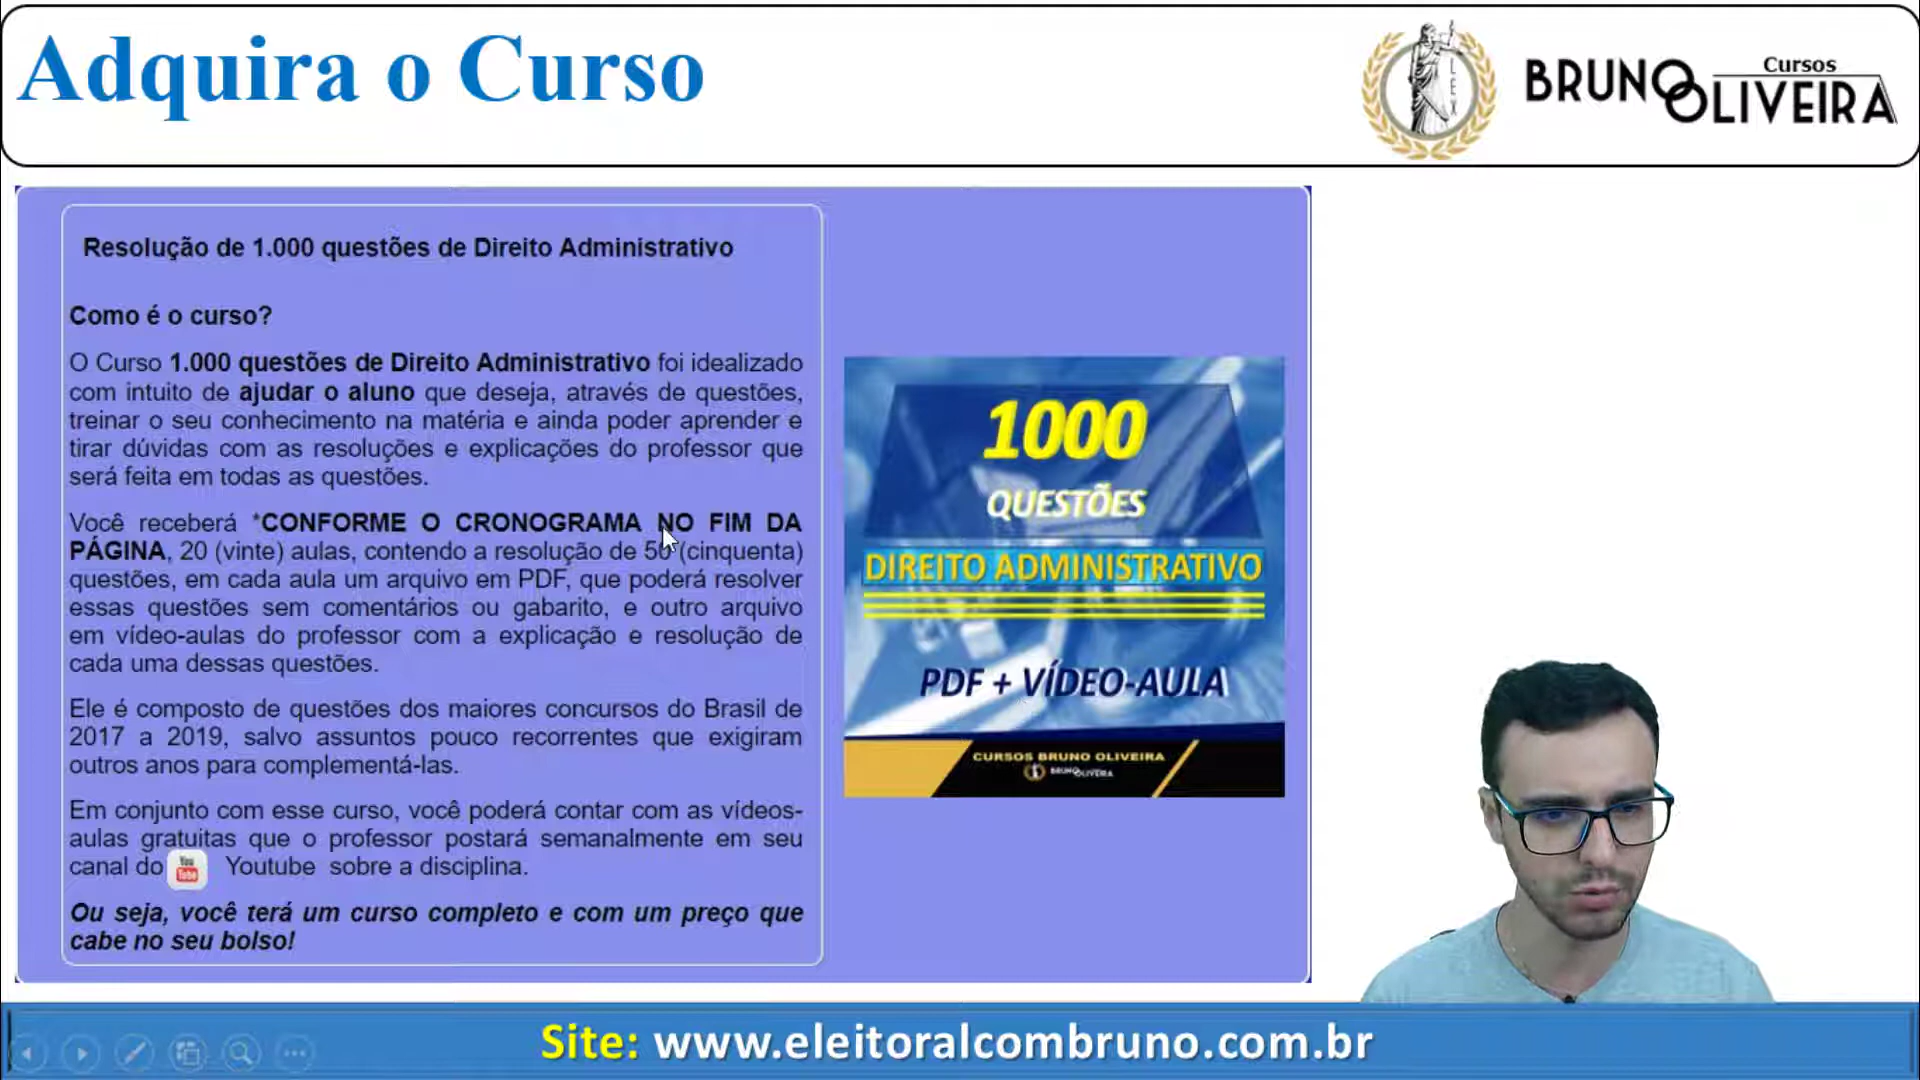 Adquira o Curso
LEX
Cursos
BRUNO OLIVEIRA
Resolução de 1.000 questões de Direito Administrativo
Como é o curso?
O Curso 1.000 questões de Direito Administrativo foi idealizado
com intuito de ajudar o aluno que deseja, através de questões,
treinar o seu conhecimento na matéria e ainda poder aprender e
tirar dúvidas com as resoluções e explicações do professor que
será feita em todas as questões.
Você receberá *CONFORME O CRONOGRAMA NO FIM DA
PÁGINA, 20 (vinte) aulas, contendo a resolução de 50 (cinquenta)
questões, em cada aula um arquivo em PDF, que poderá resolver
essas questões sem comentários ou gabarito, e outro arquivo
em vídeo-aulas do professor com a explicação e resolução de
cada uma dessas questões.
Ele é composto de questões dos maiores concursos do Brasil de
2017 a 2019, salvo assuntos pouco recorrentes que exigiram
outros anos para complementá-las.
Em conjunto com esse curso, você poderá contar com as vídeos-
aulas gratuitas que o professor postará semanalmente em seu
canal do You Tube Youtube sobre a disciplina.
Ou seja, você terá um curso completo e com um preço que
cabe no seu bolso!
1000
QUESTÕES
DIREITO ADMINISTRATIVO
PDF + VÍDEO-AULA
CURSOS BRUNO OLIVEIRA
BRUNO OLIVEIRA
Site: www.eleitoralcombruno.com.br